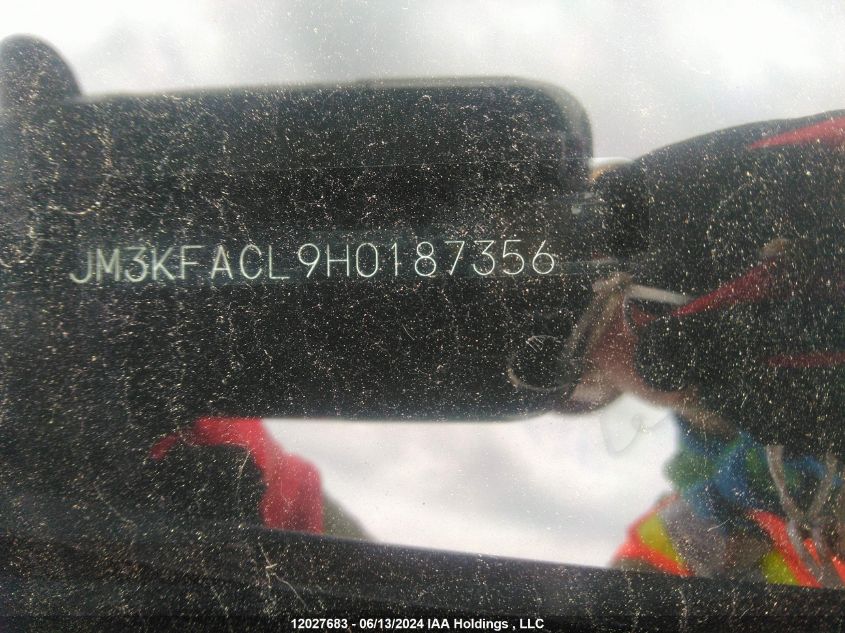 JM3KFACL9H0187356
12027683 - 06/13/2024 IAA Holdings , LLC